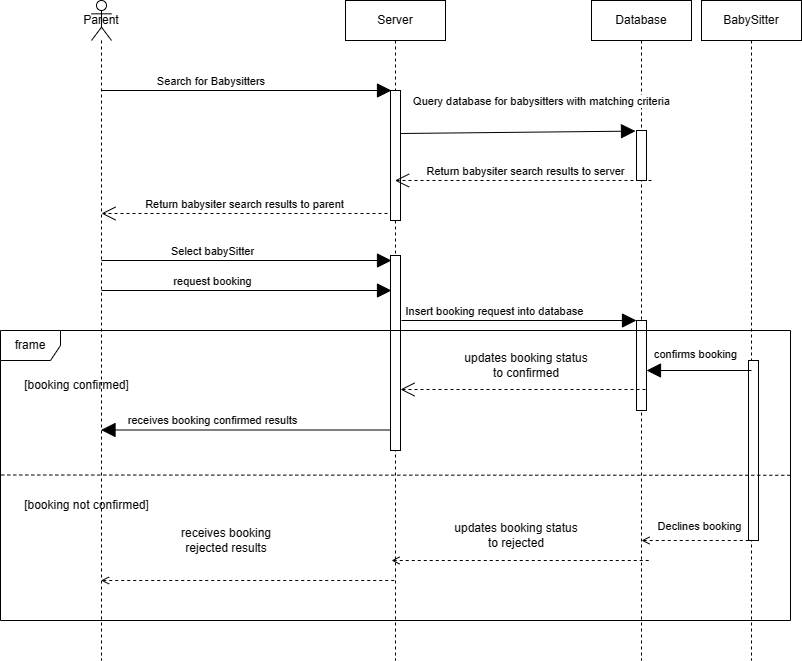 Parent
Server
Database
BabySitter
Search for Babysitters
Query database for babysitters with matching criteria
Return babysiter search results to server
Return babysiter search results to parent
Select babySitter
request booking
Insert booking request into database
frame
updates booking status
to confirmed
confirms booking
[booking confirmed]
receives booking confirmed results
[booking not confirmed]
receives booking
rejected results
updates booking status
to rejected
Declines booking